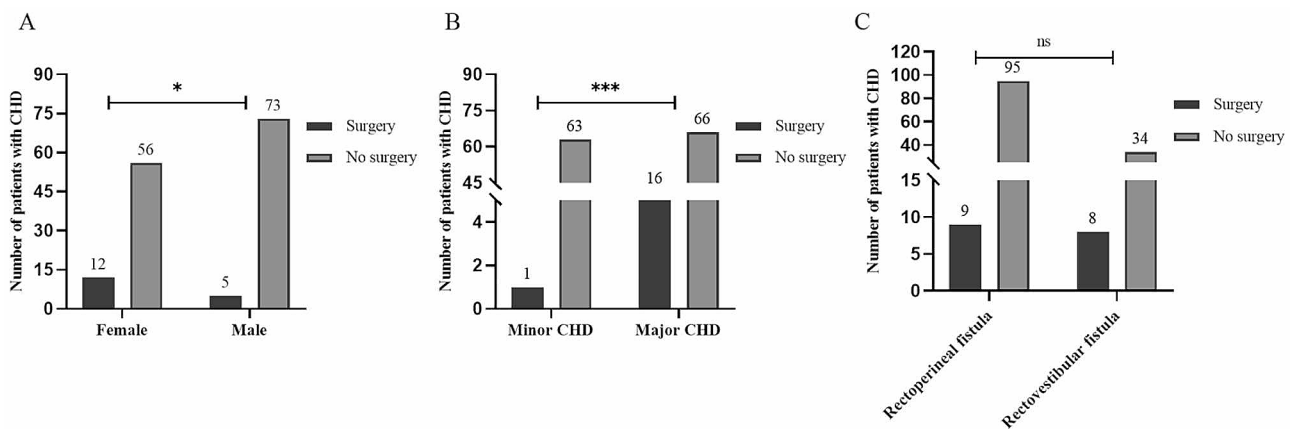 A
Number of patients with CHD
90
75
60
45
30
15
0
*
12
56
5
73
Female
Male
Surgery
No surgery
B
Number of patients with CHD
90
75
60
45
4
2
0
***
1
63
16
66
Minor CHD
Major CHD
Surgery
No surgery
C
Number of patients with CHD
120
100
80
60
40
15
10
5
0
ns
9
95
8
34
Rectoperineal fistula
Rectovestibular fistula
Surgery
No surgery